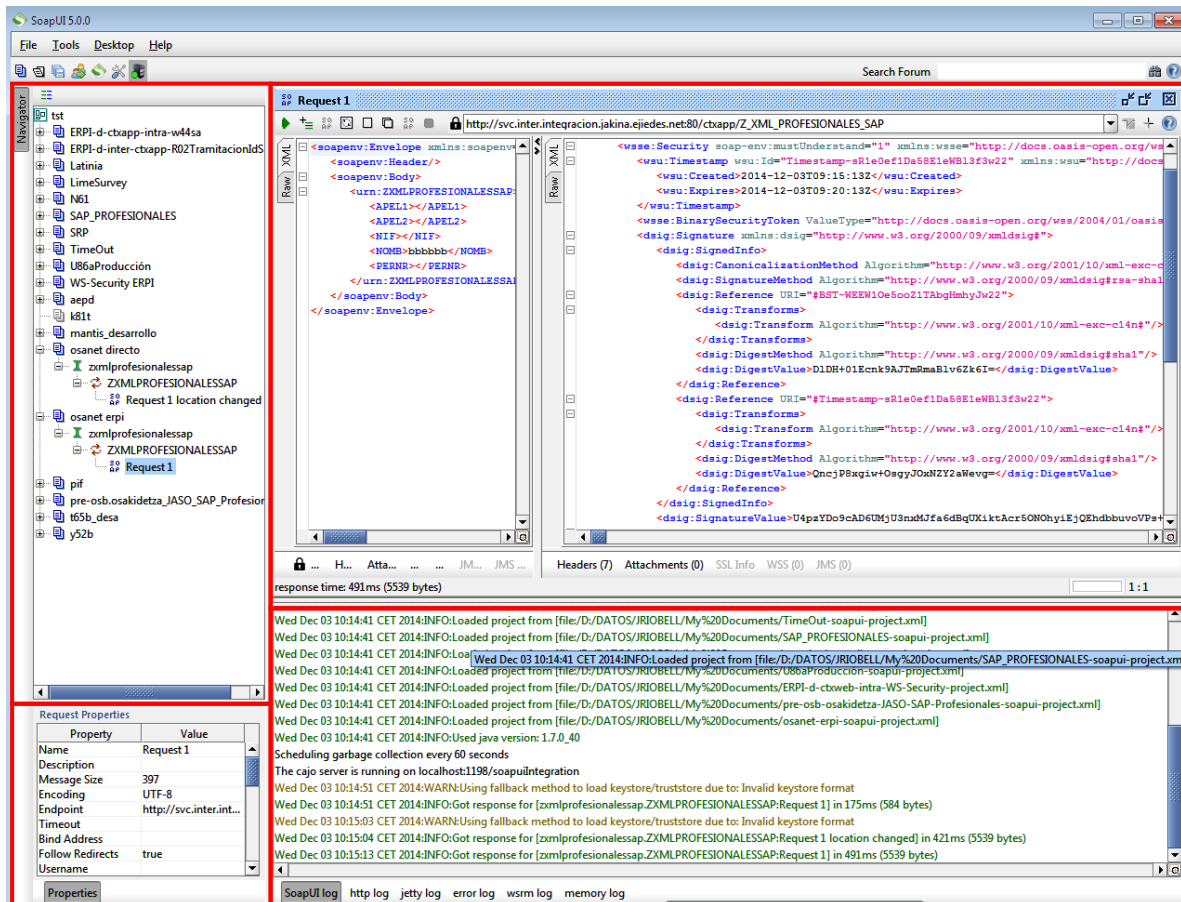 SoapUI 5.0.0
File Tools Desktop Help
Search Forum
Navigator
tst
ERPI-d-ctxapp-intra-w44sa
ERPI-d-inter-ctxapp-R02TramitacionIdS
Latinia
LimeSurvey
N61
SAP_PROFESIONALES
SRP
TimeOut
U86aProducción
WS-Security ERPI
aepd
k81t
mantis_desarrollo
osanet directo
zxmlprofesionalessap
ZXMLPROFESIONALESSAP
Request 1 location changed
osanet erpi
zxmlprofesionalessap
ZXMLPROFESIONALESSAP
Request 1
pif
pre-osb.osakidetza_JASO_SAP_Profesior
t65b_desa
y52b
Request Properties
Property Value
Name Request 1
Description
Message Size 397
Encoding UTF-8
Endpoint http://svc.inter.int...
Timeout
Bind Address
Follow Redirects true
Username
Properties
Request 1
http://svc.inter.integracion.jakina.ejiedes.net:80/ctxapp/Z_XML_PROFESIONALES_SAP
XML
Raw
<soapenv:Envelope xmlns:soapenv=
<soapenv:Header/>
<soapenv:Body>
<urn:ZXMLPROFESIONALESSAP>
<APEL1></APEL1>
<APEL2></APEL2>
<NIF></NIF>
<NOMB>bbbbbb</NOMB>
<PERNR></PERNR>
</urn:ZXMLPROFESIONALESSAP
</soapenv:Body>
</soapenv:Envelope>
XML
Raw
<wsse:Security soap-env:mustUnderstand="1" xmlns:wsse="http://docs.oasis-open.org/ws
<wsu:Timestamp wsu:Id="Timestamp-sR1e0ef1Da58E1eWBl3f3w22" xmlns:wsu="http://docs
<wsu:Created>2014-12-03T09:15:13Z</wsu:Created>
<wsu:Expires>2014-12-03T09:20:13Z</wsu:Expires>
</wsu:Timestamp>
<wsse:BinarySecurityToken ValueType="http://docs.oasis-open.org/wss/2004/01/oasis
<dsig:Signature xmlns:dsig="http://www.w3.org/2000/09/xmldsig#">
<dsig:SignedInfo>
<dsig:CanonicalizationMethod Algorithm="http://www.w3.org/2001/10/xml-exc-c
<dsig:SignatureMethod Algorithm="http://www.w3.org/2000/09/xmldsig#rsa-sha1
<dsig:Reference URI="#BST-WEEW1Oe5ooZ1TAbgHmhyJw22">
<dsig:Transforms>
<dsig:Transform Algorithm="http://www.w3.org/2001/10/xml-exc-c14n#"/>
</dsig:Transforms>
<dsig:DigestMethod Algorithm="http://www.w3.org/2000/09/xmldsig#sha1"/>
<dsig:DigestValue>DlDH+01Ecnk9AJTmRmaBlv6Zk6I=</dsig:DigestValue>
</dsig:Reference>
<dsig:Reference URI="#Timestamp-sR1e0ef1Da58E1eWBl3f3w22">
<dsig:Transforms>
<dsig:Transform Algorithm="http://www.w3.org/2001/10/xml-exc-c14n#"/>
</dsig:Transforms>
<dsig:DigestMethod Algorithm="http://www.w3.org/2000/09/xmldsig#sha1"/>
<dsig:DigestValue>QncjP8xgiw+OsgyJOxNZY2aWevg=</dsig:DigestValue>
</dsig:Reference>
</dsig:SignedInfo>
<dsig:SignatureValue>U4pzYDo9cAD6UMjU3nxMJfa6dBqUXiktAcr5ONOhyiEjQEhdbbuvoVPs+
... H... Atta... ... ... JM... JMS ...
Headers (7) Attachments (0) SSL Info WSS (0) JMS (0)
response time: 491ms (5539 bytes)
1 : 1
Wed Dec 03 10:14:41 CET 2014:INFO:Loaded project from [file:/D:/DATOS/JRIOBELL/My%20Documents/TimeOut-soapui-project.xml]
Wed Dec 03 10:14:41 CET 2014:INFO:Loaded project from [file:/D:/DATOS/JRIOBELL/My%20Documents/SAP_PROFESIONALES-soapui-project.xml]
Wed Dec 03 10:14:41 CET 2014:INFO:Loa
Wed Dec 03 10:14:41 CET 2014:INFO:Loaded project from [file:/D:/DATOS/JRIOBELL/My%20Documents/SAP_PROFESIONALES-soapui-project.xm
Wed Dec 03 10:14:41 CET 2014:INFO:Loaded project from [file:/D:/DATOS/JRIOBELL/My%20Documents/U86aProducción-soapui-project.xml]
Wed Dec 03 10:14:41 CET 2014:INFO:Loaded project from [file:/D:/DATOS/JRIOBELL/My%20Documents/ERPI-d-ctxweb-intra-WS-Security-project.xml]
Wed Dec 03 10:14:41 CET 2014:INFO:Loaded project from [file:/D:/DATOS/JRIOBELL/My%20Documents/pre-osb-osakidetza-JASO-SAP-Profesionales-soapui-project.xml]
Wed Dec 03 10:14:41 CET 2014:INFO:Loaded project from [file:/D:/DATOS/JRIOBELL/My%20Documents/osanet-erpi-soapui-project.xml]
Wed Dec 03 10:14:41 CET 2014:INFO:Used java version: 1.7.0_40
Scheduling garbage collection every 60 seconds
The cajo server is running on localhost:1198/soapuiIntegration
Wed Dec 03 10:14:51 CET 2014:WARN:Using fallback method to load keystore/truststore due to: Invalid keystore format
Wed Dec 03 10:14:51 CET 2014:INFO:Got response for [zxmlprofesionalessap.ZXMLPROFESIONALESSAP:Request 1] in 175ms (584 bytes)
Wed Dec 03 10:15:03 CET 2014:WARN:Using fallback method to load keystore/truststore due to: Invalid keystore format
Wed Dec 03 10:15:04 CET 2014:INFO:Got response for [zxmlprofesionalessap.ZXMLPROFESIONALESSAP:Request 1 location changed] in 421ms (5539 bytes)
Wed Dec 03 10:15:13 CET 2014:INFO:Got response for [zxmlprofesionalessap.ZXMLPROFESIONALESSAP:Request 1] in 491ms (5539 bytes)
SoapUI log http log jetty log error log wsrm log memory log